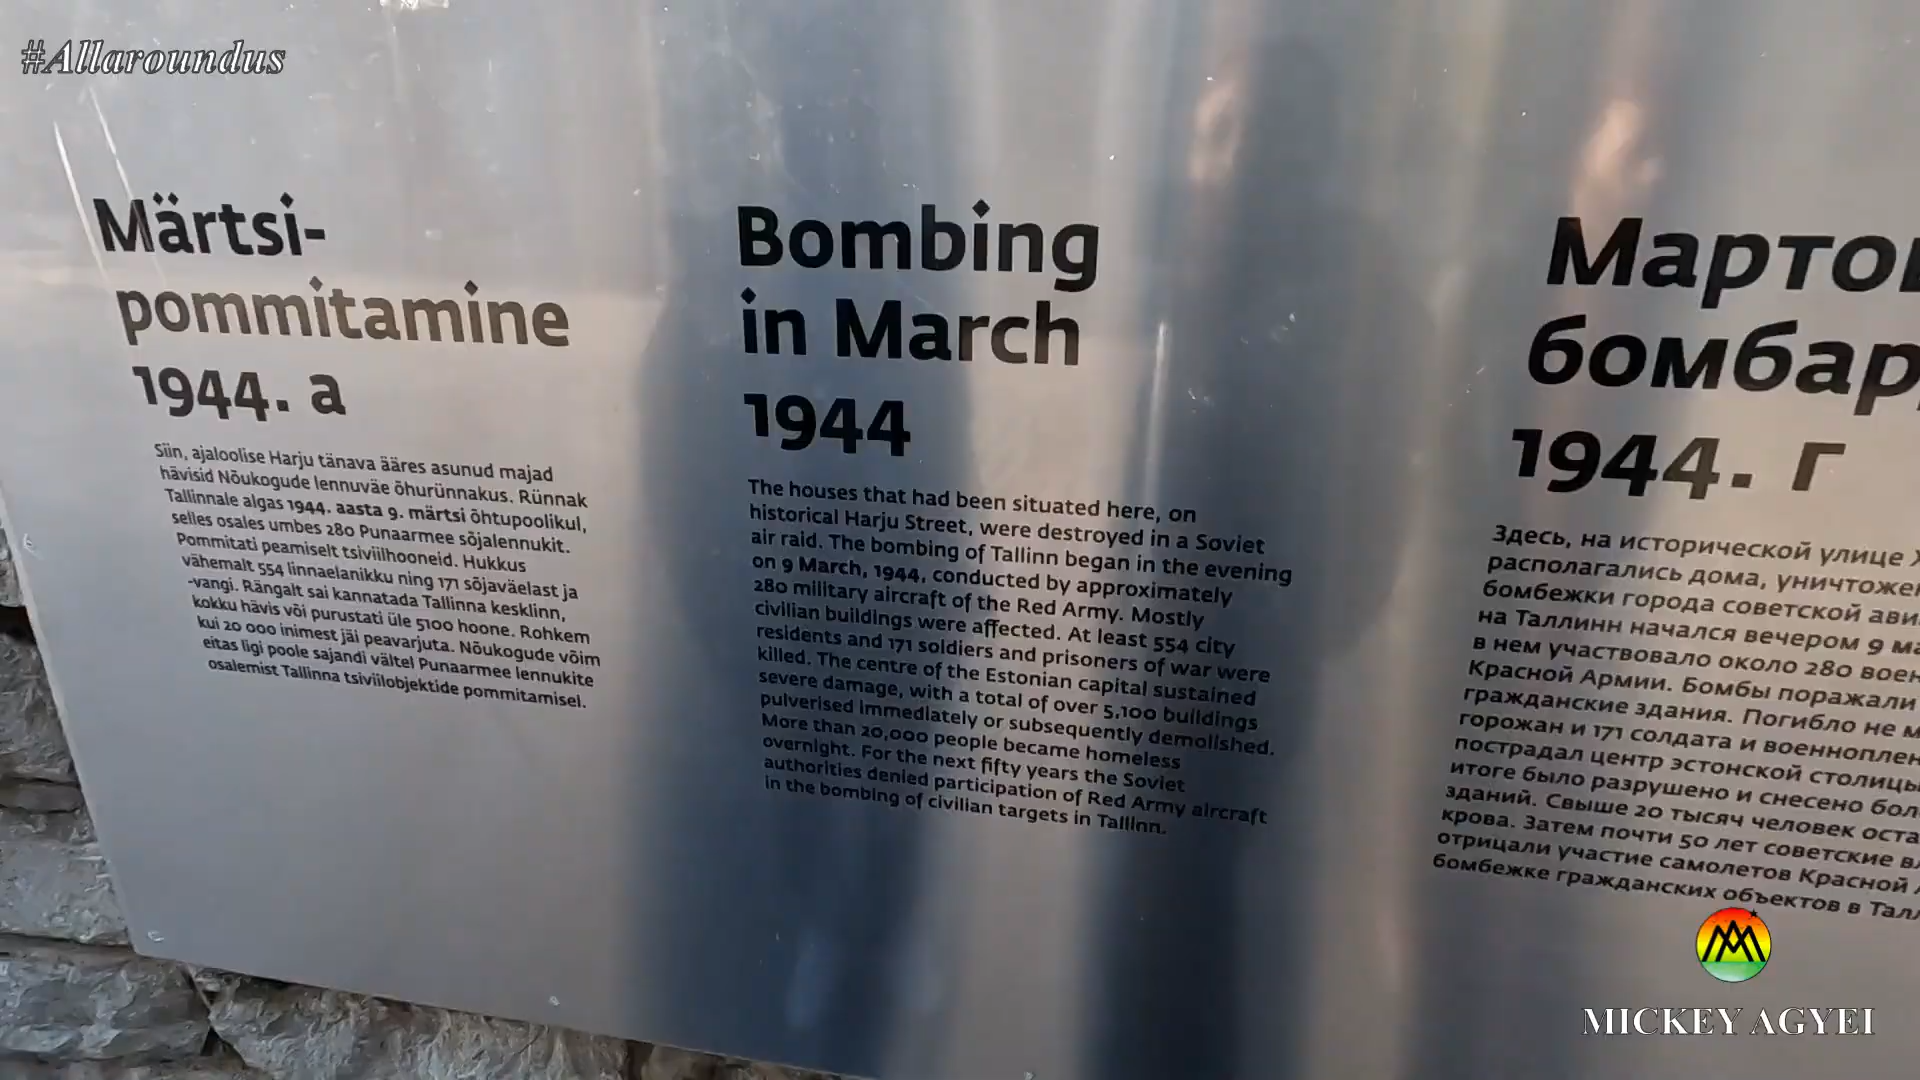 #Allaroundus
Märtsi-
pommitamine
1944. a
Siin, ajaloolise Harju tänava ääres asunud majad
hävisid Nõukogude lennuväe õhurünnakus. Rünnak
Tallinnale algas 1944. aasta 9. märtsi õhtupoolikul,
selles osales umbes 280 Punaarmee sõjalennukit.
Pommitati peamiselt tsiviilhooneid. Hukkus
vähemalt 554 linnaelanikku ning 171 sõjaväelast ja
-vangi. Rängalt sai kannatada Tallinna kesklinn,
kokku hävis või purustati üle 5100 hoone. Rohkem
kui 20 000 inimest jäi peavarjuta. Nõukogude võim
eitas ligi poole sajandi vältel Punaarmee lennukite
osalemist Tallinna tsiviilobjektide pommitamisel.
Bombing
in March
1944
The houses that had been situated here, on
historical Harju Street, were destroyed in a Soviet
air raid. The bombing of Tallinn began in the evening
on 9 March, 1944, conducted by approximately
280 military aircraft of the Red Army. Mostly
civilian buildings were affected. At least 554 city
residents and 171 soldiers and prisoners of war were
killed. The centre of the Estonian capital sustained
severe damage, with a total of over 5,100 buildings
pulverised immediately or subsequently demolished.
More than 20,000 people became homeless
overnight. For the next fifty years the Soviet
authorities denied participation of Red Army aircraft
in the bombing of civilian targets in Tallinn.
Мартов
бомбар
1944. г
Здесь, на исторической улице Х
располагались дома, уничтожен
бомбежки города советской ави
на Таллинн начался вечером 9 ма
в нем участвовало около 280 воен
Красной Армии. Бомбы поражали
гражданские здания. Погибло не м
горожан и 171 солдата и военноплен
пострадал центр эстонской столицы
итоге было разрушено и снесено бол
зданий. Свыше 20 тысяч человек оста
крова. Затем почти 50 лет советские вл
отрицали участие самолетов Красной А
бомбежке гражданских объектов в Талл
MICKEY AGYEI